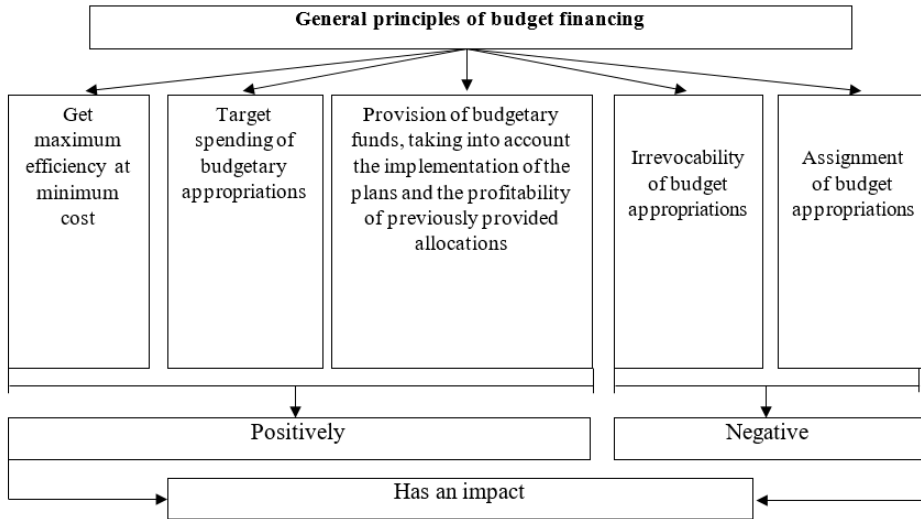 General principles of budget financing
Get
maximum
efficiency at
minimum
cost
Target
spending of
budgetary
appropriations
Provision of budgetary
funds, taking into account
the implementation of the
plans and the profitability
of previously provided
allocations
Irrevocability
of budget
appropriations
Assignment
of budget
appropriations
Positively
Negative
Has an impact